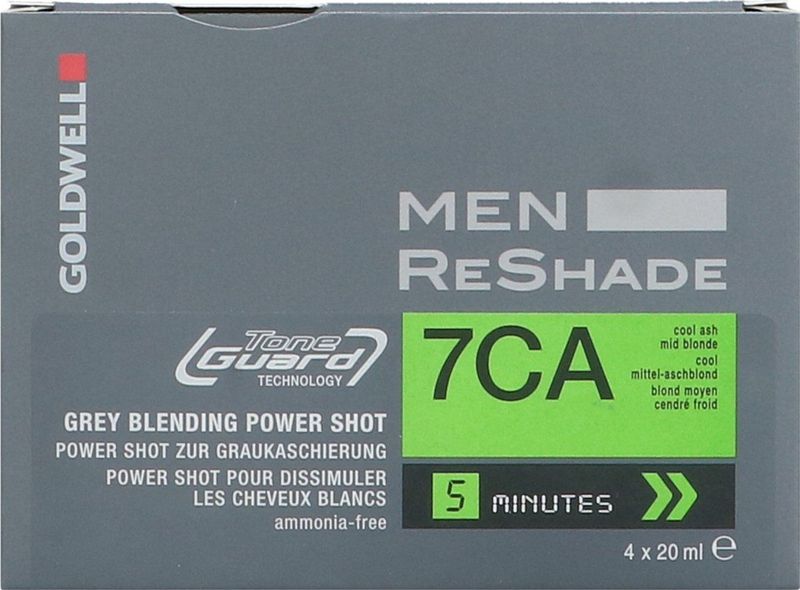 GOLDWELL
MEN
RESHADE
Tone
Guard
TECHNOLOGY
GREY BLENDING POWER SHOT
POWER SHOT ZUR GRAUKASCHIERUNG
POWER SHOT POUR DISSIMULER
LES CHEVEUX BLANCS
ammonia-free
7CA
cool ash
mid blonde
cool
mittel-aschblond
blond moyen
cendré froid
5 MINUTES
4 x 20 ml ℮